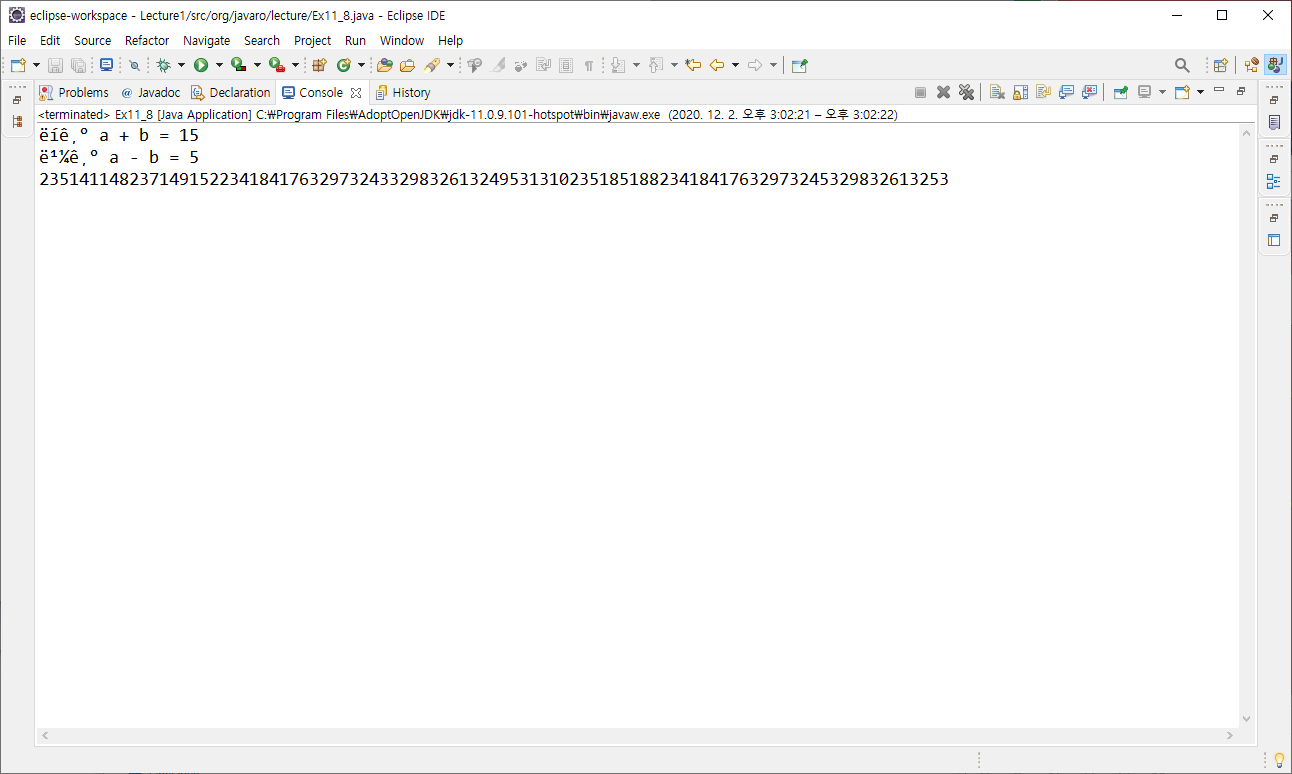 eclipse-workspace - Lecture1/src/org/javaro/lecture/Ex11_8.java - Eclipse IDE
File Edit Source Refactor Navigate Search Project Run Window Help
Problems @ Javadoc Declaration Console History
<terminated> Ex11_8 [Java Application] C:₩Program Files₩AdoptOpenJDK₩jdk-11.0.9.101-hotspot₩bin₩javaw.exe (2020. 12. 2. 오후 3:02:21 – 오후 3:02:22)
ëíê¸° a + b = 15
ë¹¼ê¸° a - b = 5
2351411482371491522341841763297324332983261324953131023518518823418417632973245329832613253